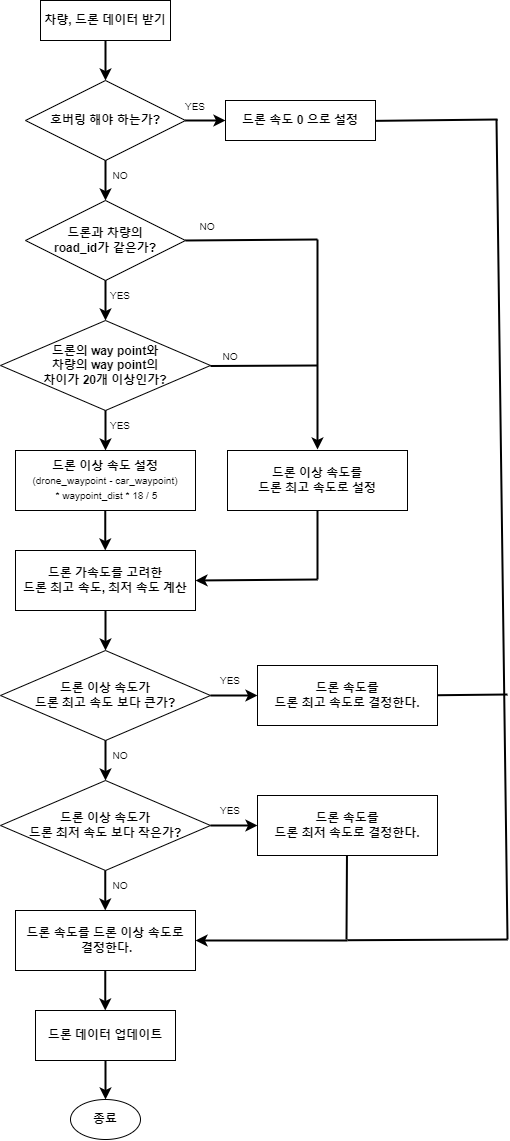 차량, 드론 데이터 받기
호버링 해야 하는가?
YES
드론 속도 0 으로 설정
NO
드론과 차량의
road_id가 같은가?
NO
YES
드론의 way point와
차량의 way point의
차이가 20개 이상인가?
NO
YES
드론 이상 속도 설정
(drone_waypoint - car_waypoint)
* waypoint_dist * 18 / 5
드론 이상 속도를
드론 최고 속도로 설정
드론 가속도를 고려한
드론 최고 속도, 최저 속도 계산
드론 이상 속도가
드론 최고 속도 보다 큰가?
YES
드론 속도를
드론 최고 속도로 결정한다.
NO
드론 이상 속도가
드론 최저 속도 보다 작은가?
YES
드론 속도를
드론 최저 속도로 결정한다.
NO
드론 속도를 드론 이상 속도로
결정한다.
드론 데이터 업데이트
종료